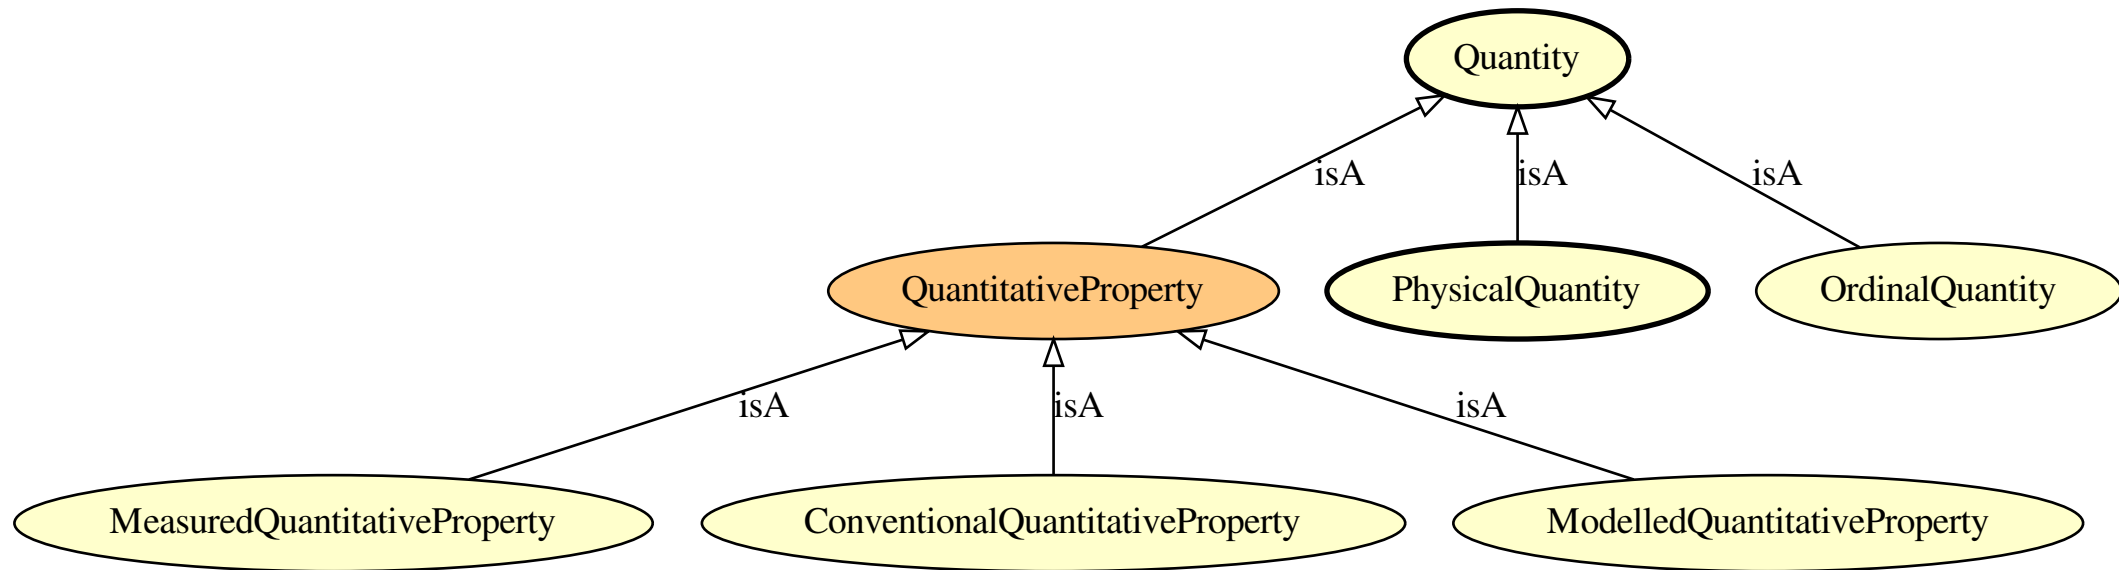 Quantity
isA
isA
isA
QuantitativeProperty
PhysicalQuantity
OrdinalQuantity
isA
isA
isA
MeasuredQuantitativeProperty
ConventionalQuantitativeProperty
ModelledQuantitativeProperty